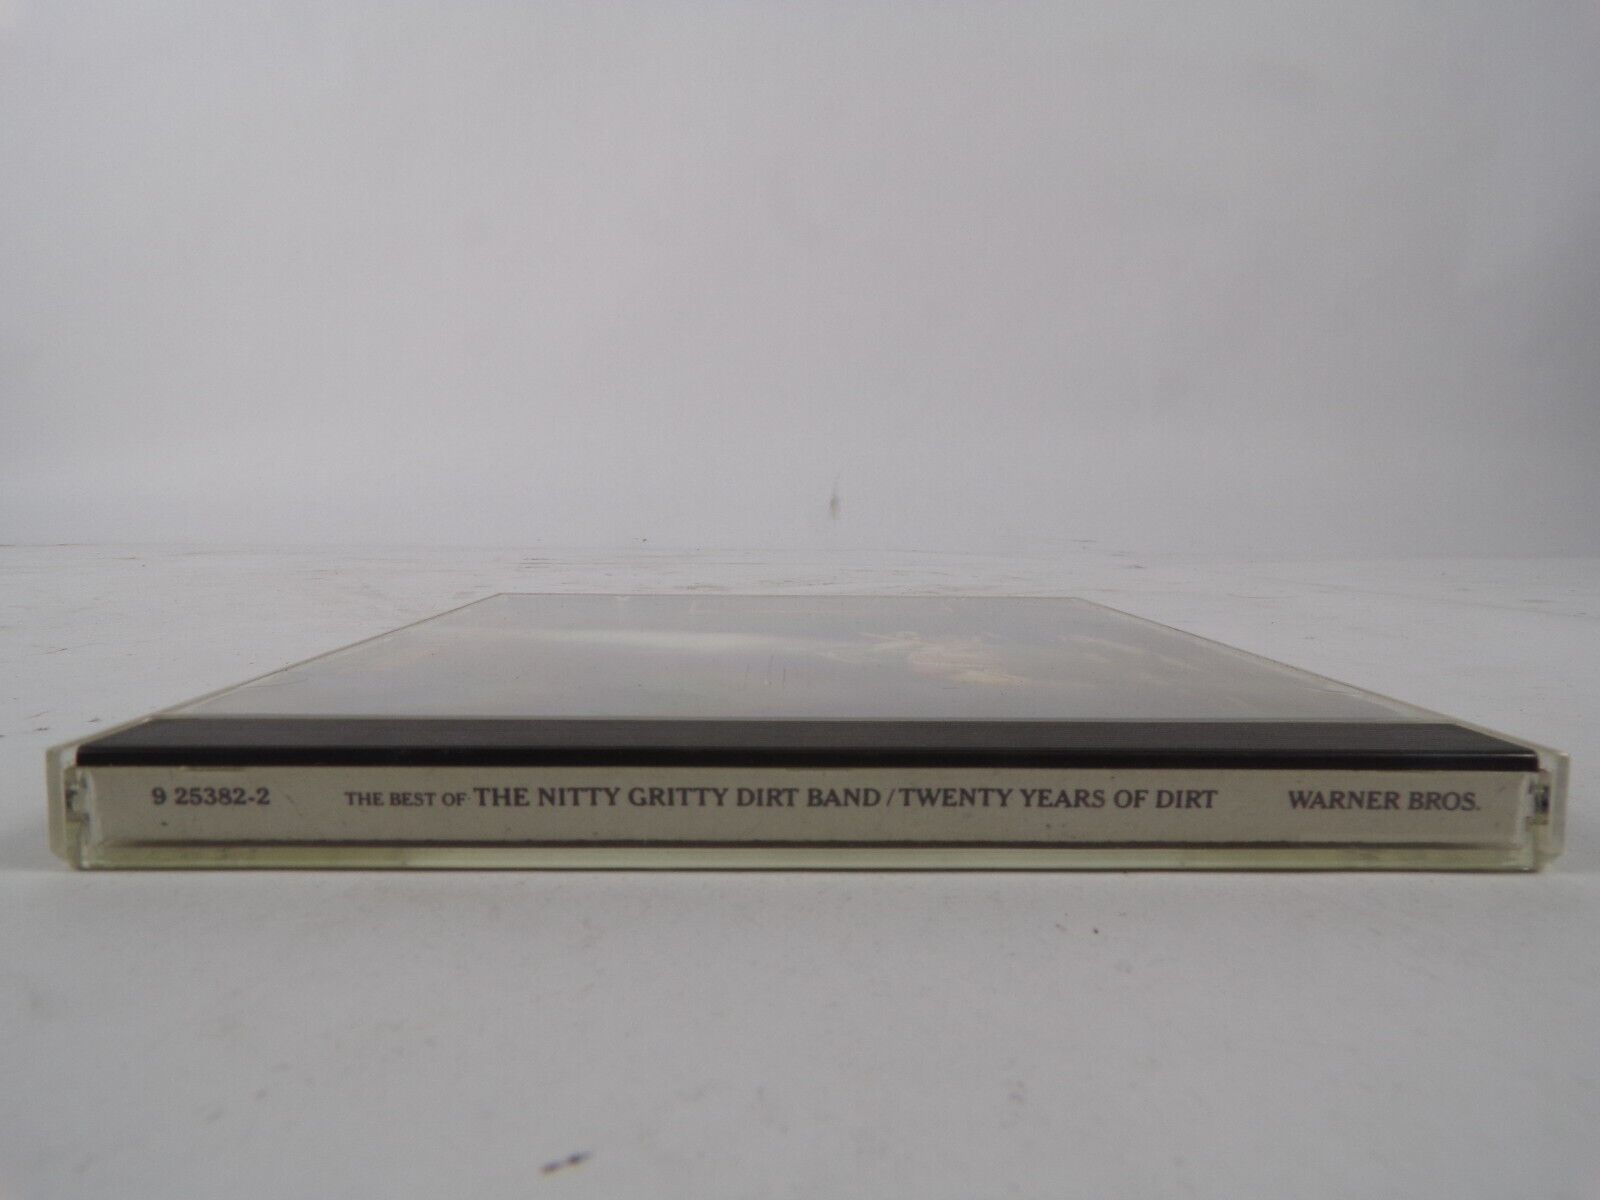 9 25382-2 THE BEST OF THE NITTY GRITTY DIRT BAND/TWENTY YEARS OF DIRT WARNER BROS.